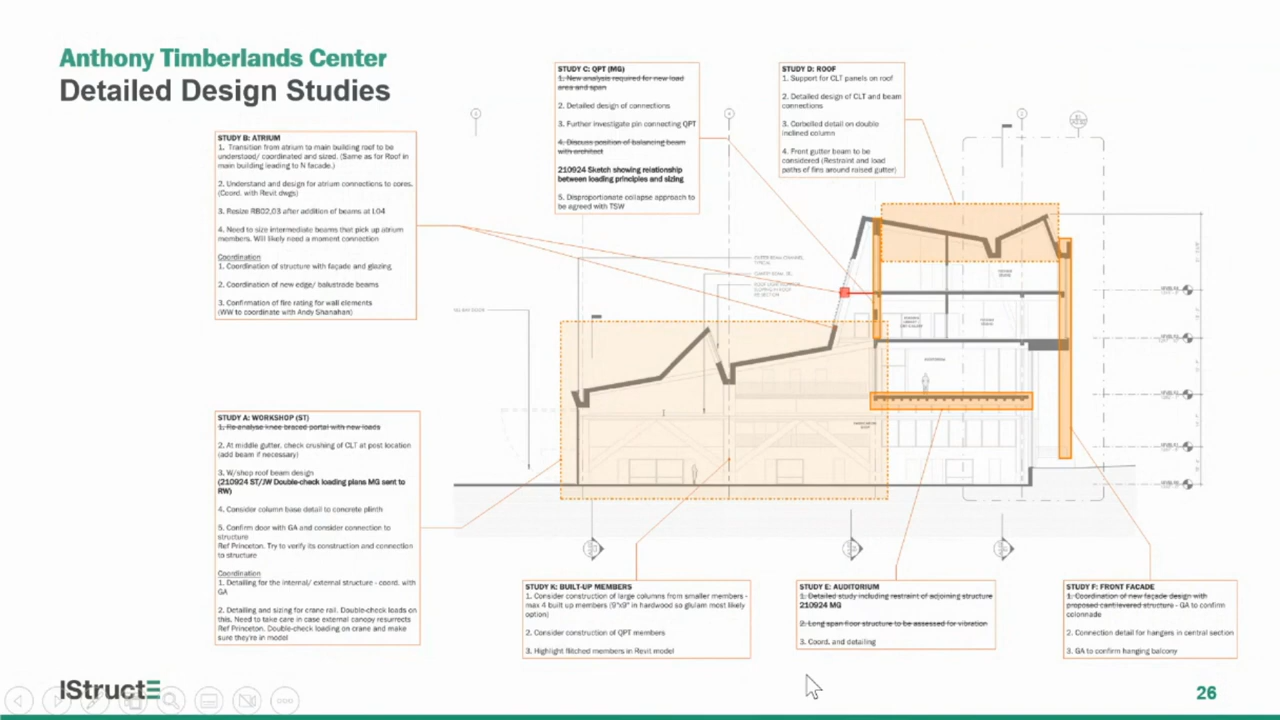 Anthony Timberlands Center
Detailed Design Studies
STUDY B: ATRIUM
1. Transition from atrium to main building roof to be
understood/ coordinated and sized. (Same as for Roof in
main building leading to N facade.)
2. Understand and design for atrium connections to cores.
(Coord. with Revit dwgs)
3. Resize RB02,03 after addition of beams at L04
4. Need to size intermediate beams that pick up atrium
members. Will likely need a moment connection
Coordination
1. Coordination of structure with façade and glazing
2. Coordination of new edge/ balustrade beams
3. Confirmation of fire rating for wall elements
(WW to coordinate with Andy Shanahan)
STUDY C: QPT (MG)
1. New analysis required for new load
area and span
2. Detailed design of connections
3. Further investigate pin connecting QPT
4. Discuss position of balancing beam
with architect
210924 Sketch showing relationship
between loading principles and sizing
5. Disproportionate collapse approach to
be agreed with TSW
STUDY D: ROOF
1. Support for CLT panels on roof
2. Detailed design of CLT and beam
connections
3. Corbelled detail on double
inclined column
4. Front gutter beam to be
considered (Restraint and load
paths of fins around raised gutter)
AUDITORIUM
STUDY A: WORKSHOP (ST)
1. Re-analyse knee braced portal with new loads
2. At middle gutter, check crushing of CLT at post location
(add beam if necessary)
3. W/shop roof beam design
(210924 ST/JW Double-check loading plans MG sent to
RW)
4. Consider column base detail to concrete plinth
5. Confirm door with GA and consider connection to
structure
Ref Princeton. Try to verify its construction and connection
to structure
Coordination
1. Detailing for the internal/ external structure - coord. with
GA
2. Detailing and sizing for crane rail. Double-check loads on
this. Need to take care in case external canopy resurrects
Ref Princeton. Double-check loading on crane and make
sure they're in model
STUDY K: BUILT-UP MEMBERS
1. Consider construction of large columns from smaller members -
max 4 built up members (9"x9" in hardwood so glulam most likely
option)
2. Consider construction of QPT members
3. Highlight flitched members in Revit model
STUDY E: AUDITORIUM
1. Detailed study including restraint of adjoining structure
210924 MG
2. Long span floor structure to be assessed for vibration
3. Coord. and detailing
STUDY F: FRONT FACADE
1. Coordination of new façade design with
proposed cantilevered structure - GA to confirm
colonnade
2. Connection detail for hangers in central section
3. GA to confirm hanging balcony
IStructE
26